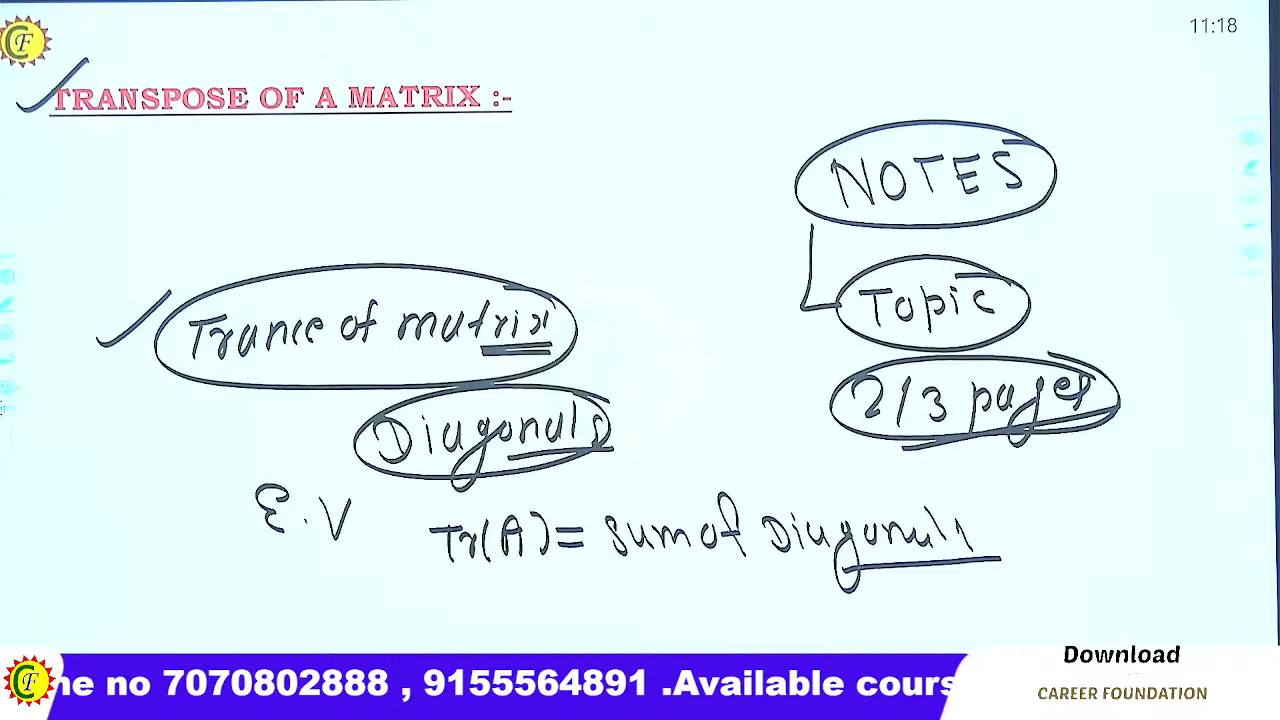 11:18
TRANSPOSE OF A MATRIX :-
NOTES
Topic
Trance of matrix
2/3 pages
Diagonals
E.V
Tr(A) = Sum of Diagonals
ne no 7070802888 , 9155564891 .Available cours
Download
CAREER FOUNDATION